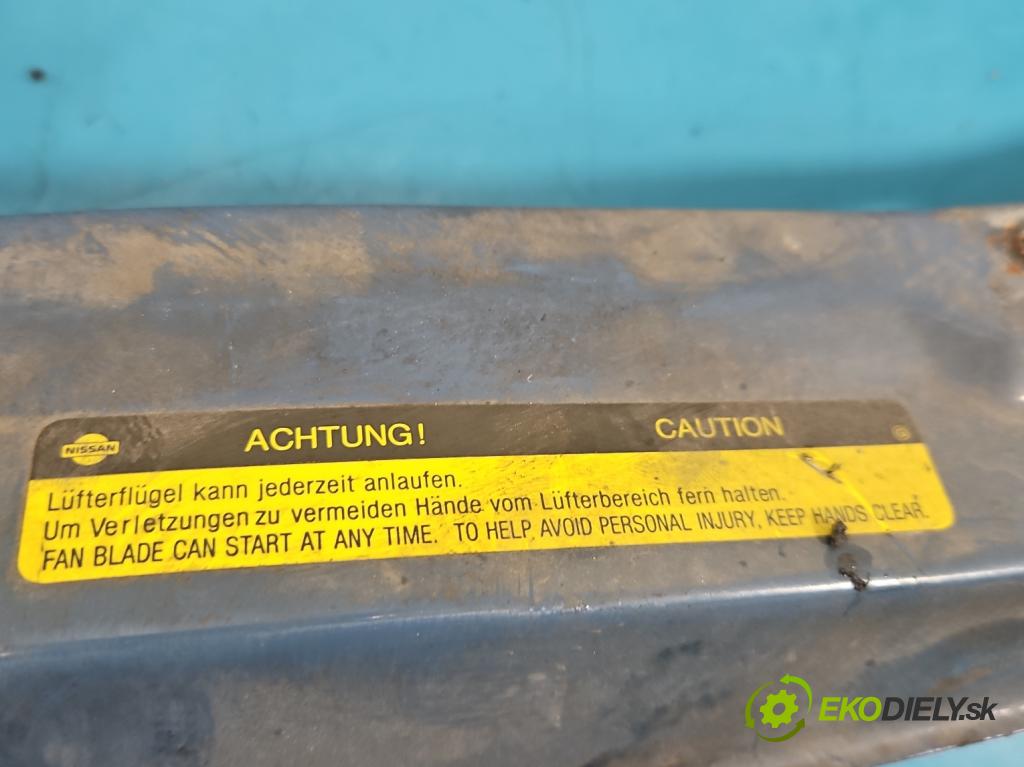 NISSAN
ACHTUNG!
CAUTION
Lüfterflügel kann jederzeit anlaufen.
Um Verletzungen zu vermeiden Hände vom Lüfterbereich fern halten.
FAN BLADE CAN START AT ANY TIME. TO HELP AVOID PERSONAL INJURY, KEEP HANDS CLEAR.
EKODIELY.sk